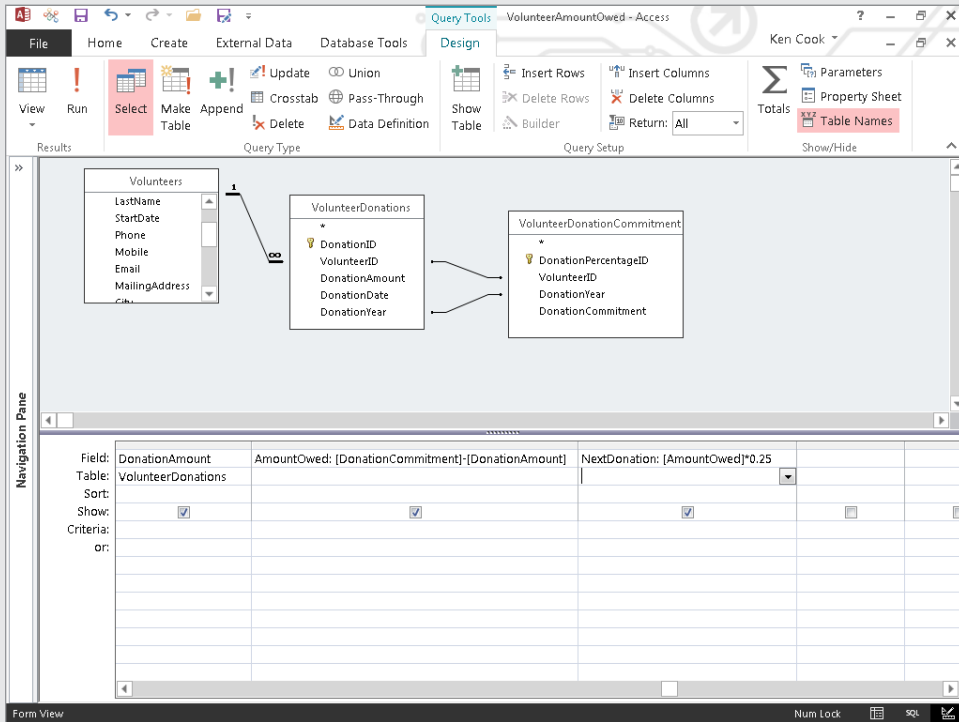 Query Tools VolunteerAmountOwed - Access ?
File Home Create External Data Database Tools Design Ken Cook
View Run Select Make Table Append Update Union
Crosstab Pass-Through
Delete Data Definition
Show Table Insert Rows Insert Columns
Delete Rows Delete Columns
Builder Return: All
Totals Parameters
Property Sheet
XYZ Table Names
Results Query Type Query Setup Show/Hide
»
Navigation Pane
Volunteers
LastName
StartDate
Phone
Mobile
Email
MailingAddress
City
1
∞
VolunteerDonations
*
DonationID
VolunteerID
DonationAmount
DonationDate
DonationYear
VolunteerDonationCommitment
*
DonationPercentageID
VolunteerID
DonationYear
DonationCommitment
Field: DonationAmount AmountOwed: [DonationCommitment]-[DonationAmount] NextDonation: [AmountOwed]*0.25
Table: VolunteerDonations
Sort:
Show:
Criteria:
or:
Form View Num Lock SQL